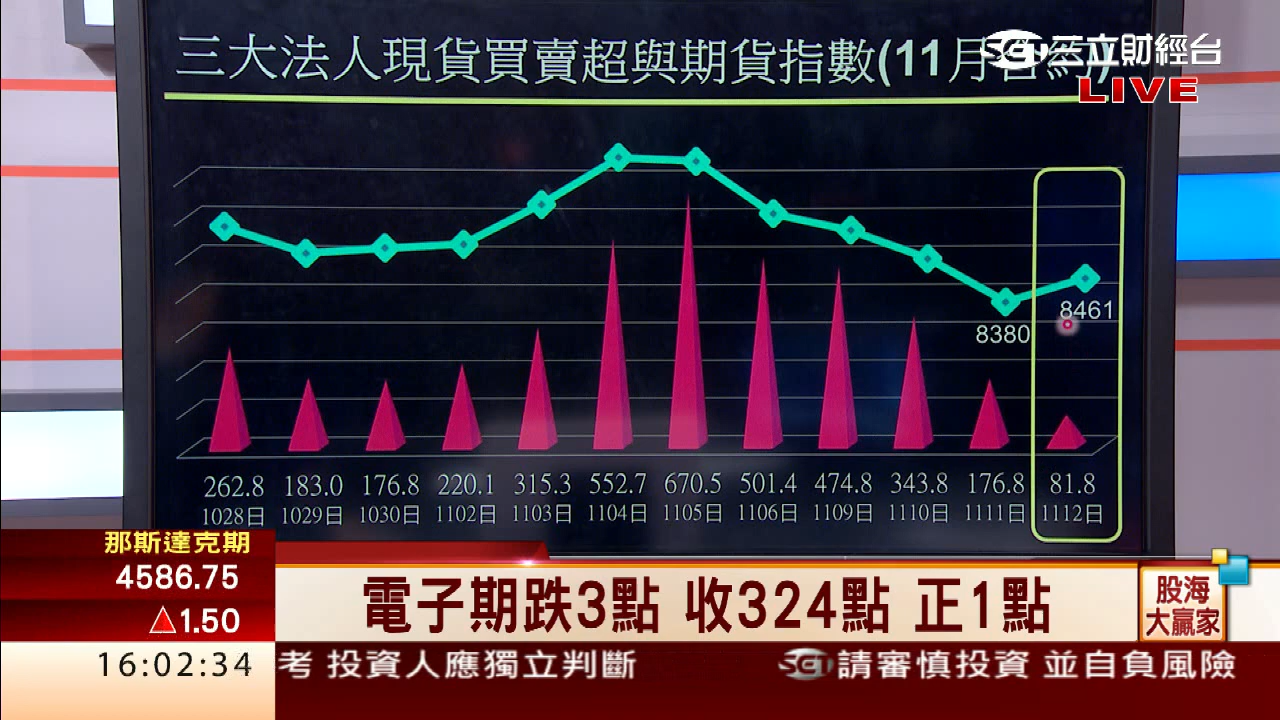 三大法人現貨買賣超與期貨指數(11月
SET 三立財經台
LIVE
8461
8380
262.8 183.0 176.8 220.1 315.3 552.7 670.5 501.4 474.8 343.8 176.8 81.8
1028日 1029日 1030日 1102日 1103日 1104日 1105日 1106日 1109日 1110日 1111日 1112日
那斯達克期
4586.75
△1.50
電子期跌3點 收324點 正1點
股海
大贏家
16:02:34
考 投資人應獨立判斷 SET 請審慎投資 並自負風險